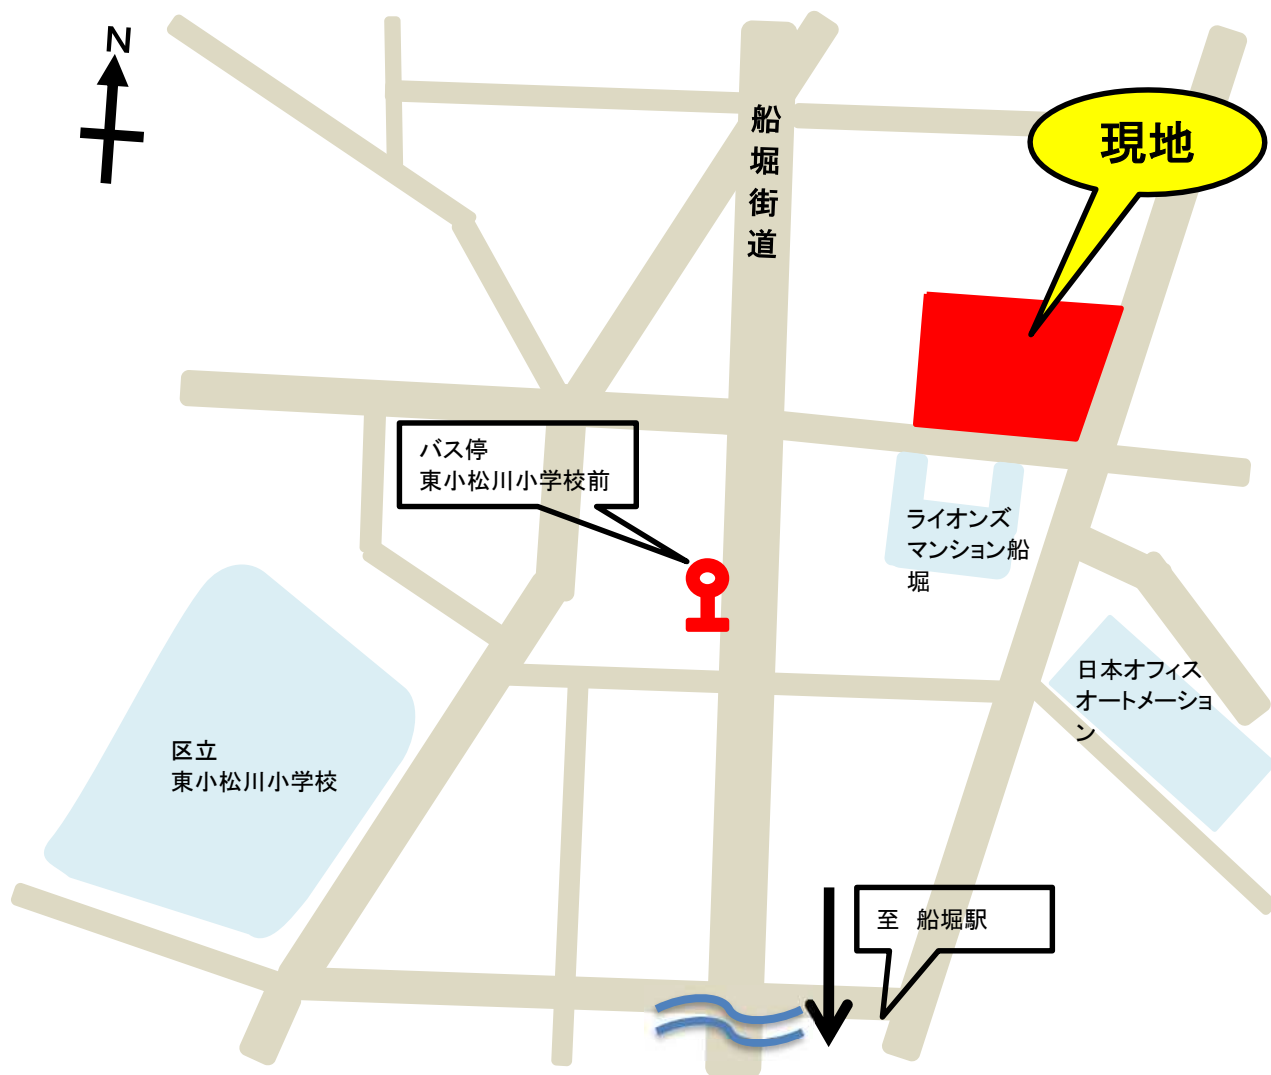 N
船堀街道
現地
バス停
東小松川小学校前
ライオンズ
マンション船
堀
日本オフィス
オートメーショ
ン
区立
東小松川小学校
至 船堀駅